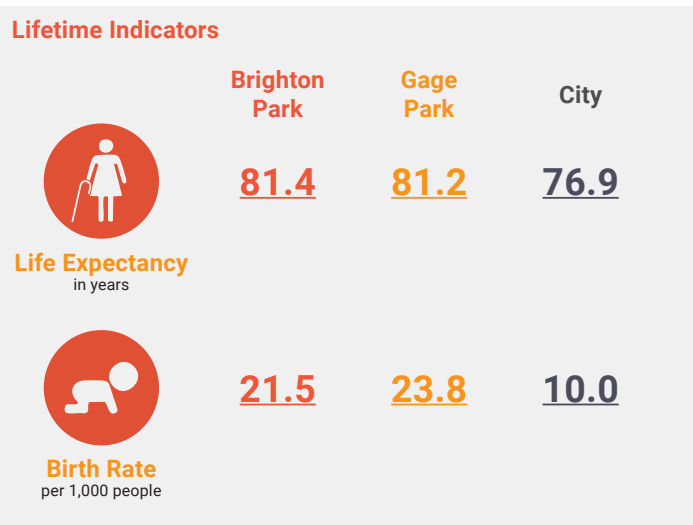 Lifetime Indicators
Brighton
Park
Gage
Park
City
81.4
81.2
76.9
Life Expectancy
in years
21.5
23.8
10.0
Birth Rate
per 1,000 people